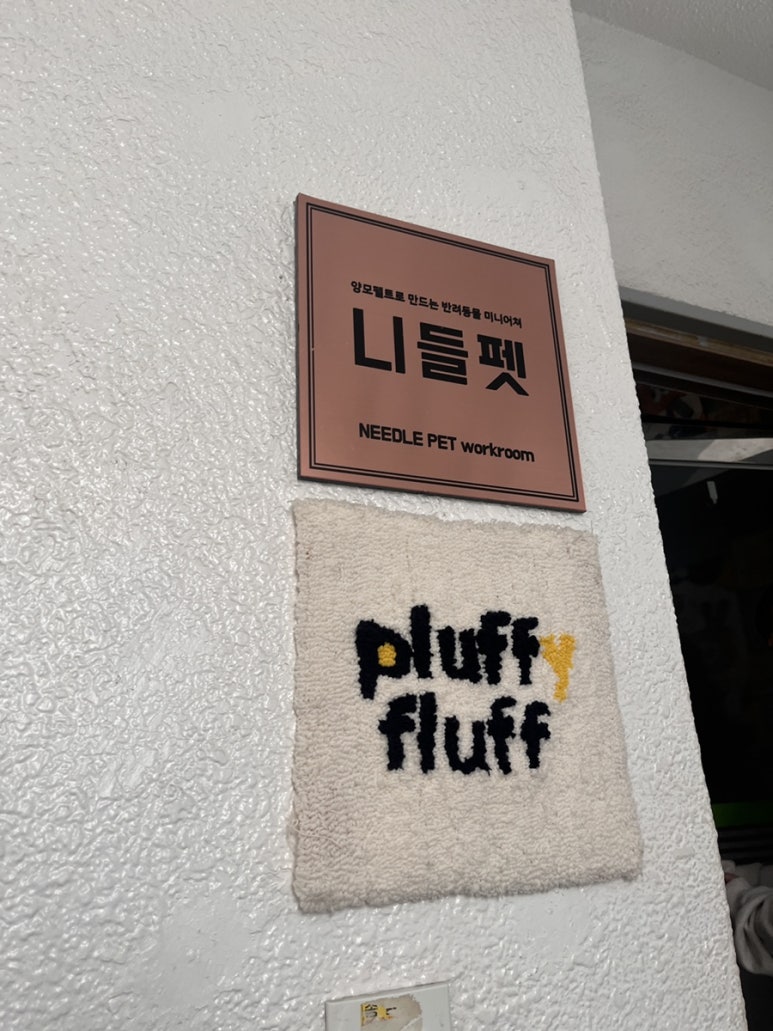 양모펠트로 만드는 반려동물 미니어쳐
니들펫
NEEDLE PET workroom
pluffy
fluff